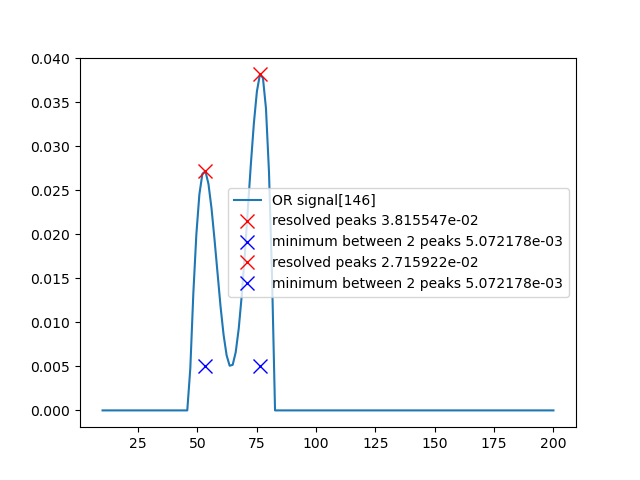 0.040
0.035
0.030
0.025
0.020
0.015
0.010
0.005
0.000
OR signal[146]
resolved peaks 3.815547e-02
minimum between 2 peaks 5.072178e-03
resolved peaks 2.715922e-02
minimum between 2 peaks 5.072178e-03
25 50 75 100 125 150 175 200